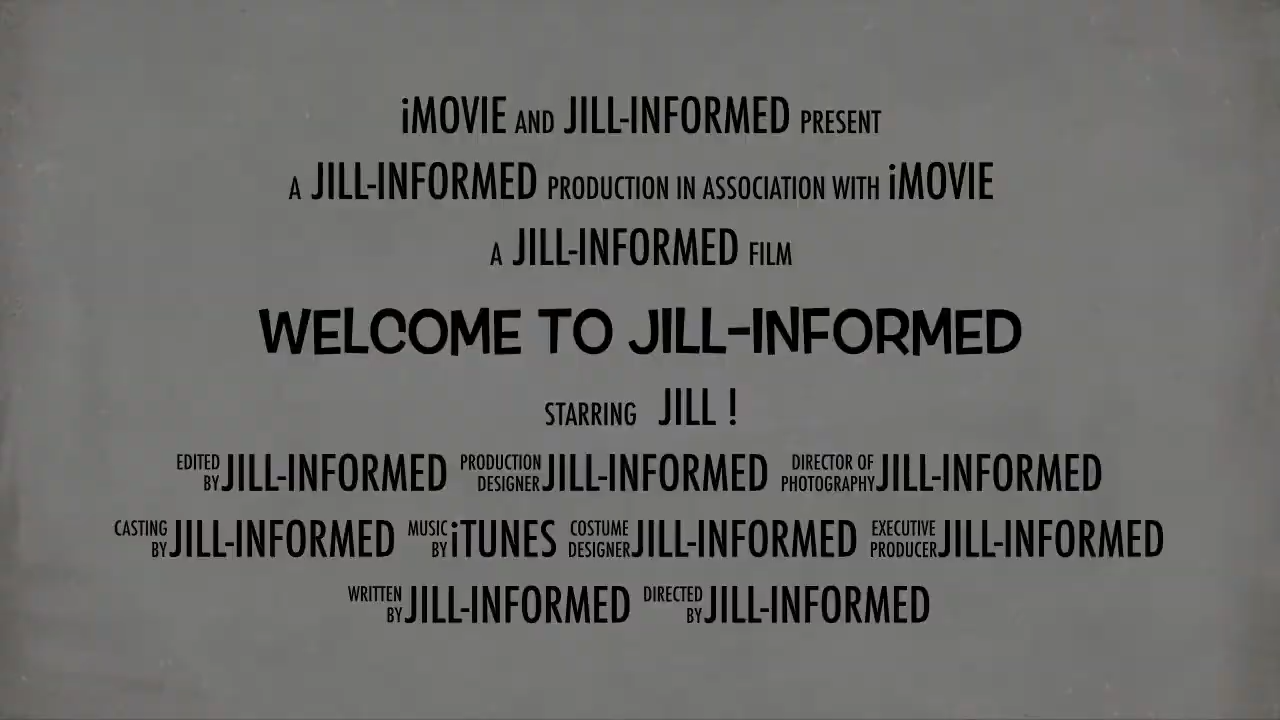 iMOVIE AND JILL-INFORMED PRESENT
A JILL-INFORMED PRODUCTION IN ASSOCIATION WITH iMOVIE
A JILL-INFORMED FILM
WELCOME TO JILL-INFORMED
STARRING JILL !
EDITED BY JILL-INFORMED PRODUCTION DESIGNER JILL-INFORMED DIRECTOR OF PHOTOGRAPHY JILL-INFORMED
CASTING BY JILL-INFORMED MUSIC BY iTUNES COSTUME DESIGNER JILL-INFORMED EXECUTIVE PRODUCER JILL-INFORMED
WRITTEN BY JILL-INFORMED DIRECTED BY JILL-INFORMED